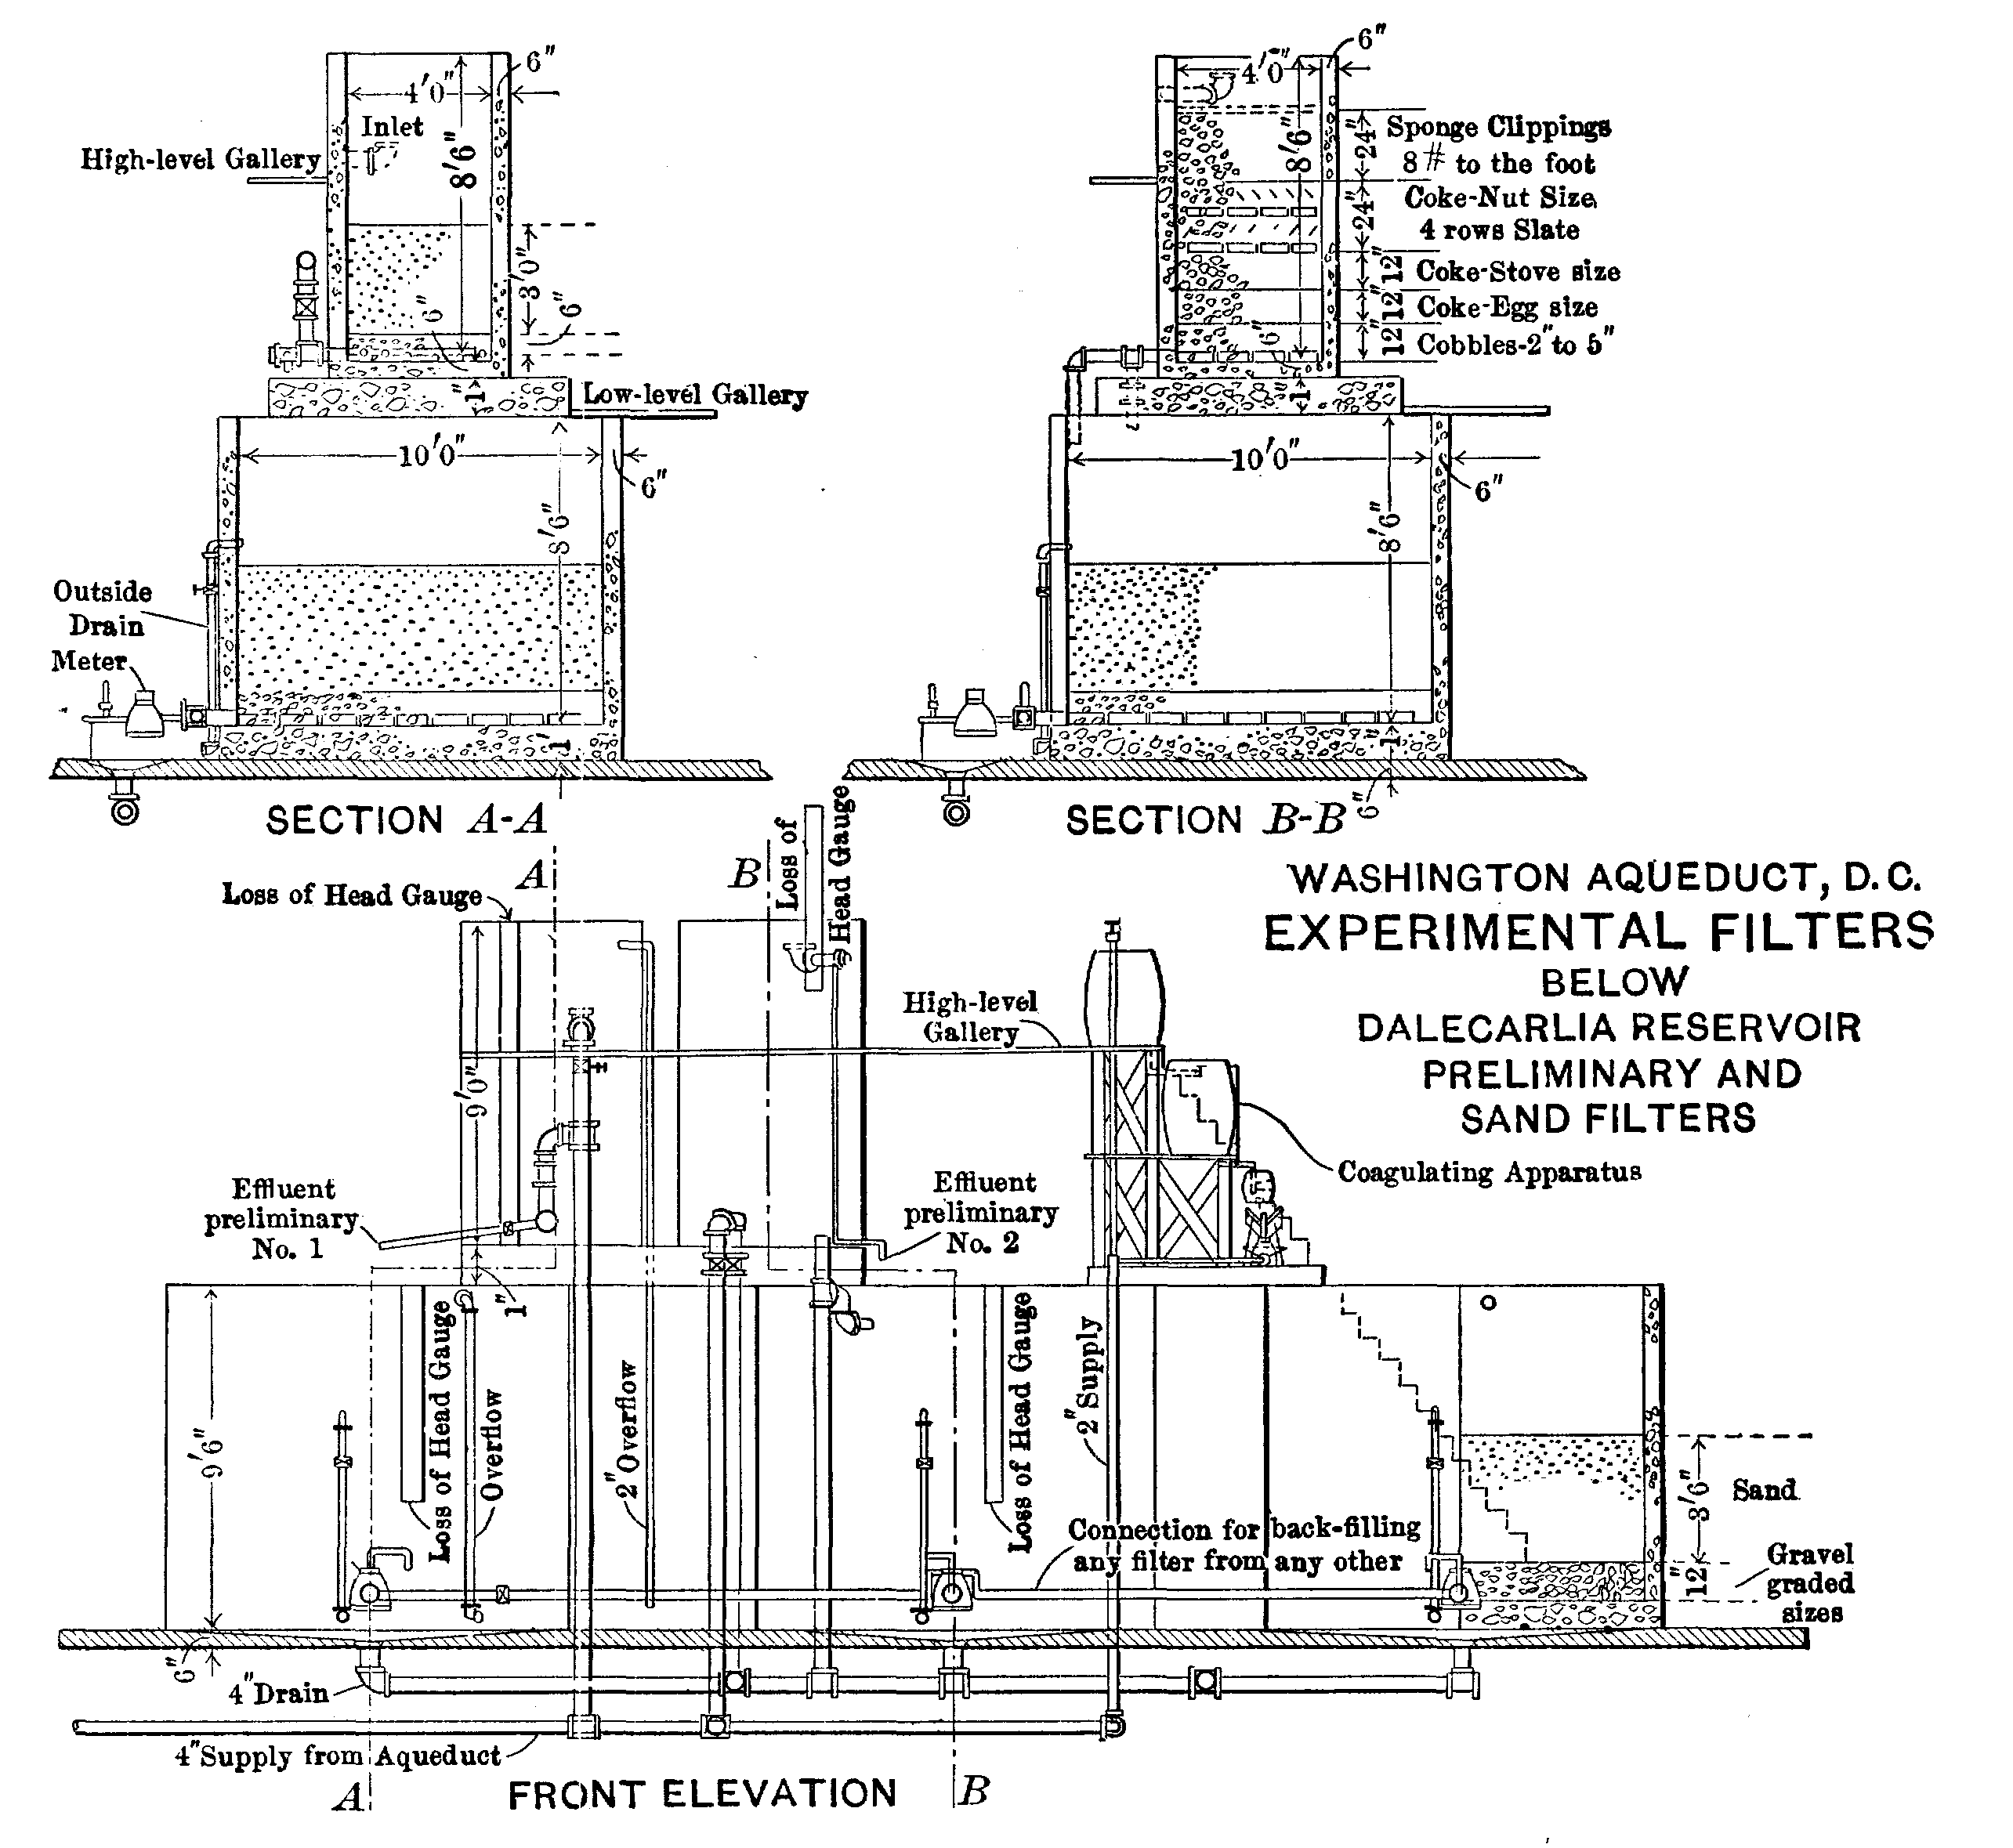 6"
4'0"
Inlet
High-level Gallery
8'6"
3'0"
6"
6"
1"
Low-level Gallery
10'0"
6"
8'6"
Outside
Drain
Meter
1'
SECTION A-A
6"
4'0"
8'6"
24"
Sponge Clippings
8# to the foot
24"
Coke-Nut Size,
4 rows Slate
12"
Coke-Stove size
12"
Coke-Egg size
12"
Cobbles-2" to 5"
6"
1"
10'0"
6"
8'6"
1"
6"
SECTION B-B
WASHINGTON AQUEDUCT, D.C.
EXPERIMENTAL FILTERS
BELOW
DALECARLIA RESERVOIR
PRELIMINARY AND
SAND FILTERS
A
B
Loss of Head Gauge
Loss of
Head Gauge
High-level
Gallery
9'0"
Coagulating Apparatus
Effluent
preliminary
No. 1
Effluent
preliminary
No. 2
1"
9'6"
Loss of Head Gauge
Overflow
2" Overflow
Loss of Head Gauge
2" Supply
Connection for back-filling
any filter from any other
3'6"
Sand
12"
Gravel
graded
sizes
6"
4" Drain
4" Supply from Aqueduct
A
FRONT ELEVATION
B